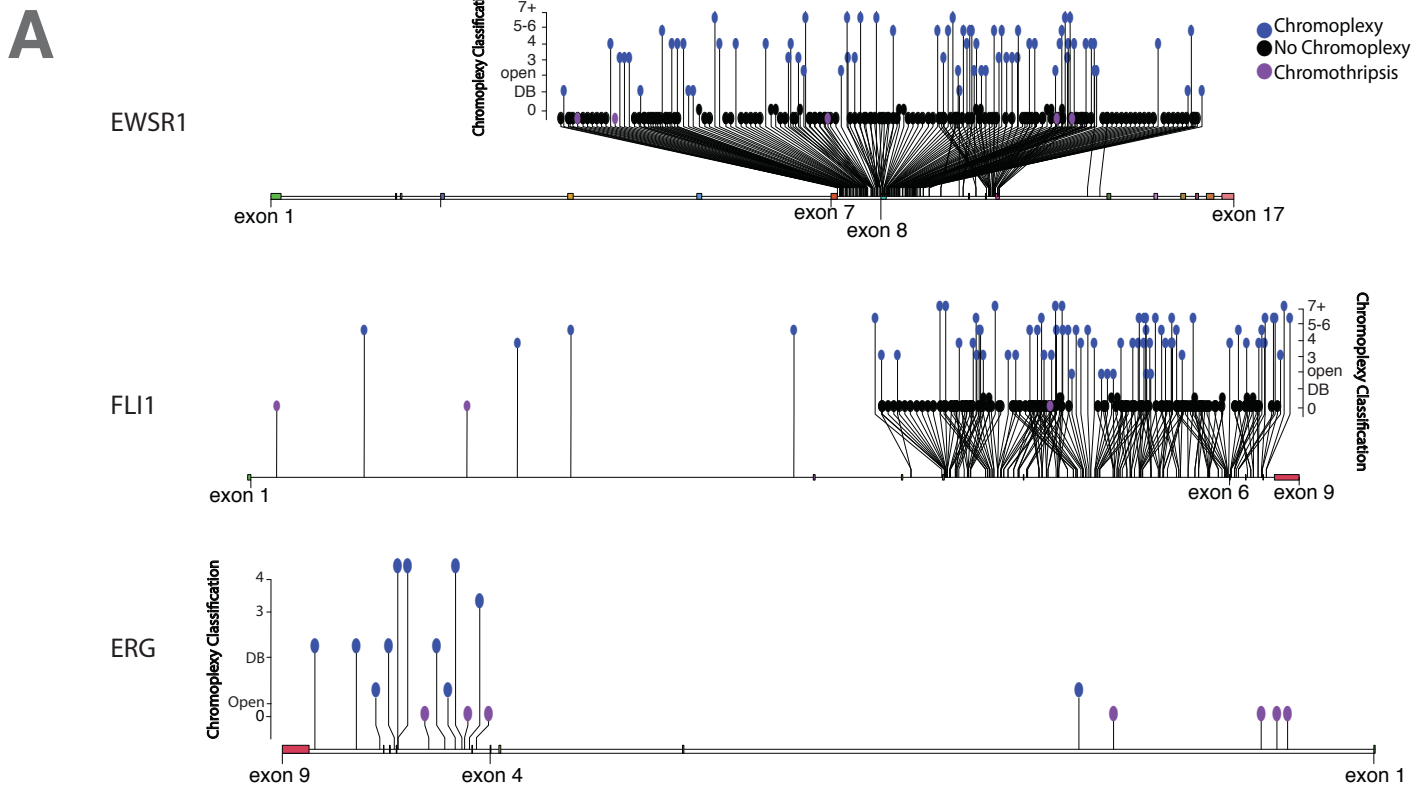 A
EWSR1
Chromoplexy Classificati
7+
5-6
4
3
open
DB
0
Chromoplexy
No Chromoplexy
Chromothripsis
exon 1
exon 7
exon 8
exon 17
FLI1
7+
5-6
4
3
open
DB
0
Chromoplexy Classification
exon 1
exon 6
exon 9
ERG
Chromoplexy Classification
4
3
DB
Open
0
exon 9
exon 4
exon 1